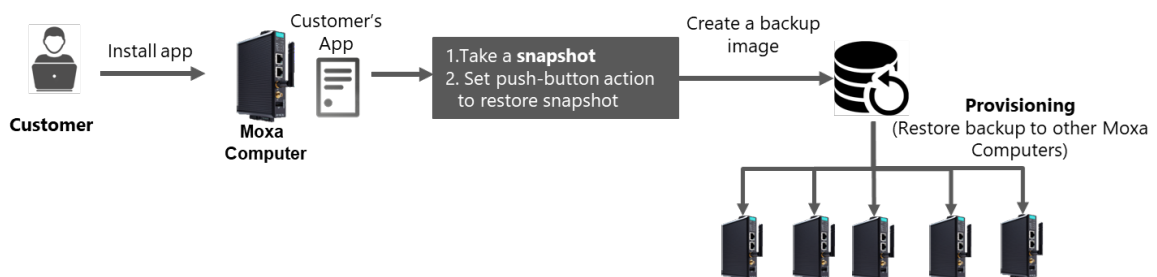 Install app
Customer
Moxa
Computer
Customer's
App
1.Take a snapshot
2. Set push-button action
to restore snapshot
Create a backup
image
Provisioning
(Restore backup to other Moxa
Computers)